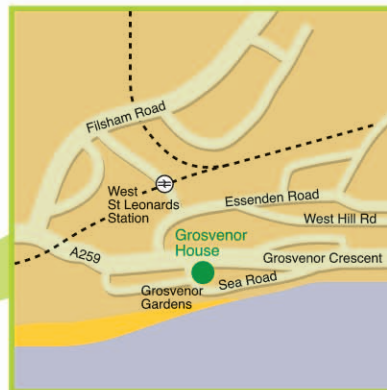 Filsham Road
West
St Leonards
Station
Essenden Road
West Hill Rd
Grosvenor
House
A259
Grosvenor Crescent
Sea Road
Grosvenor
Gardens